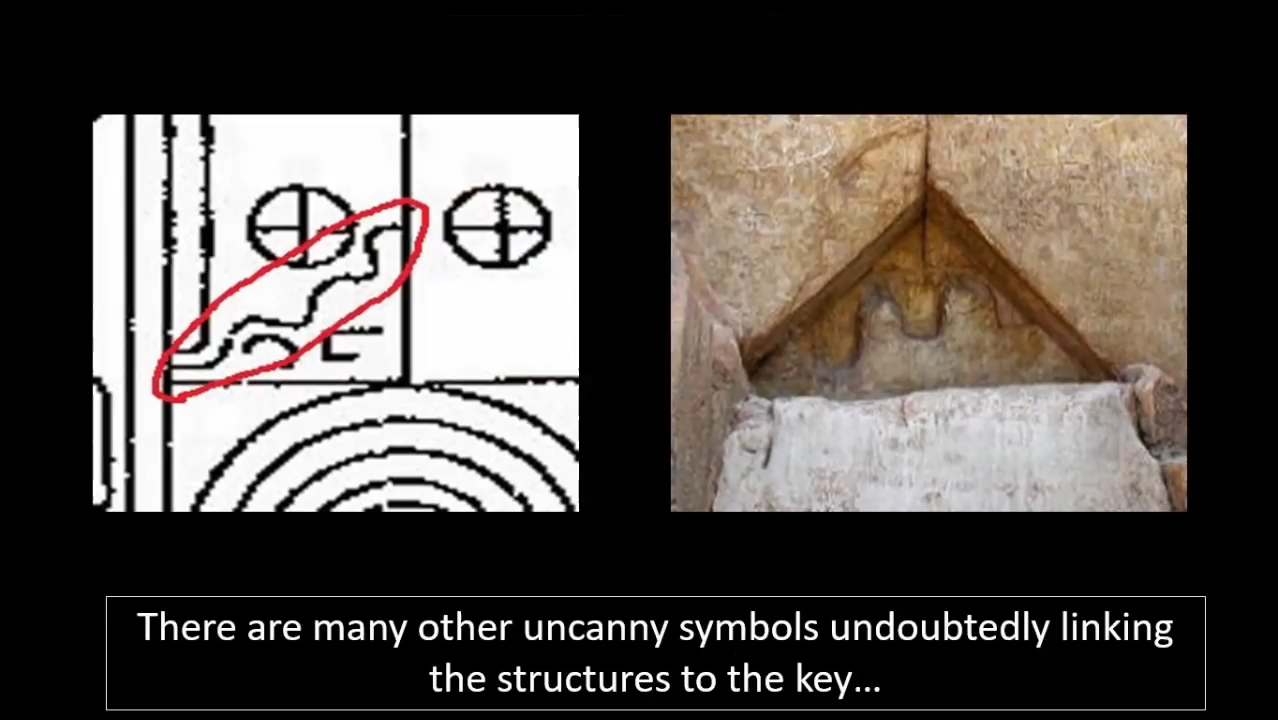 There are many other uncanny symbols undoubtedly linking
the structures to the key...